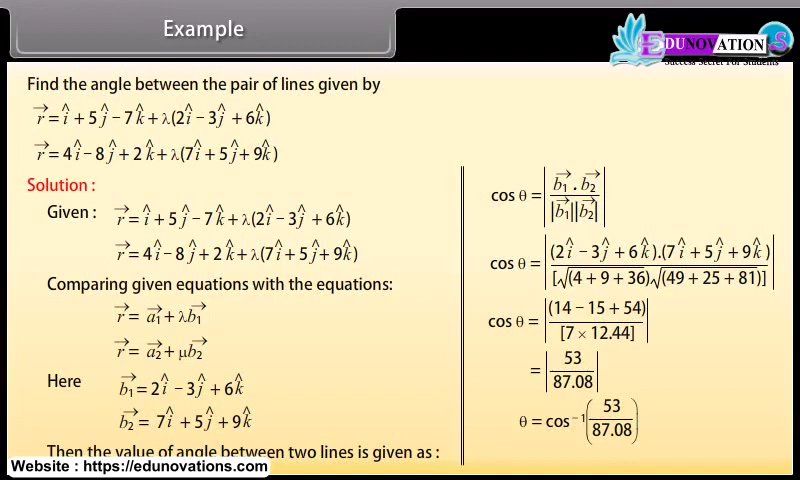 Example
EDUNOVATIONS
Success Secret For Students
Find the angle between the pair of lines given by
r⃗ = î + 5ĵ − 7k̂ + λ(2î − 3ĵ + 6k̂)
r⃗ = 4î − 8ĵ + 2k̂ + λ(7î + 5ĵ + 9k̂)
Solution :
Given : r⃗ = î + 5ĵ − 7k̂ + λ(2î − 3ĵ + 6k̂)
r⃗ = 4î − 8ĵ + 2k̂ + λ(7î + 5ĵ + 9k̂)
Comparing given equations with the equations:
r⃗ = a₁⃗ + λb₁⃗
r⃗ = a₂⃗ + μb₂⃗
Here b₁⃗ = 2î − 3ĵ + 6k̂
b₂⃗ = 7î + 5ĵ + 9k̂
Then the value of angle between two lines is given as :
cos θ = | b₁⃗ . b₂⃗ / |b₁⃗||b₂⃗| |
cos θ = | (2î − 3ĵ + 6k̂).(7î + 5ĵ + 9k̂) / [√(4 + 9 + 36)√(49 + 25 + 81)] |
cos θ = | (14 − 15 + 54) / [7 × 12.44] |
= | 53 / 87.08 |
θ = cos⁻¹(53 / 87.08)
Website : https://edunovations.com